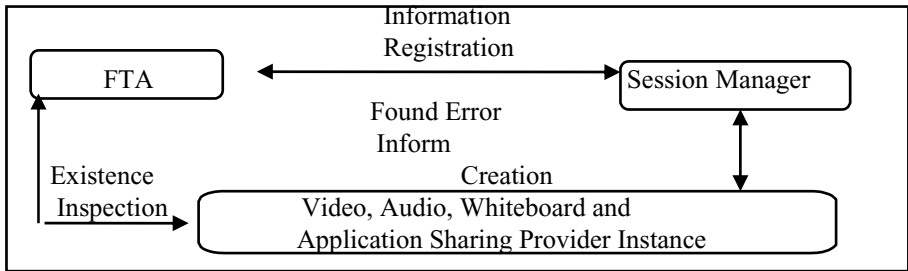 Information
Registration
FTA
Session Manager
Found Error
Inform
Existence
Inspection
Creation
Video, Audio, Whiteboard and
Application Sharing Provider Instance